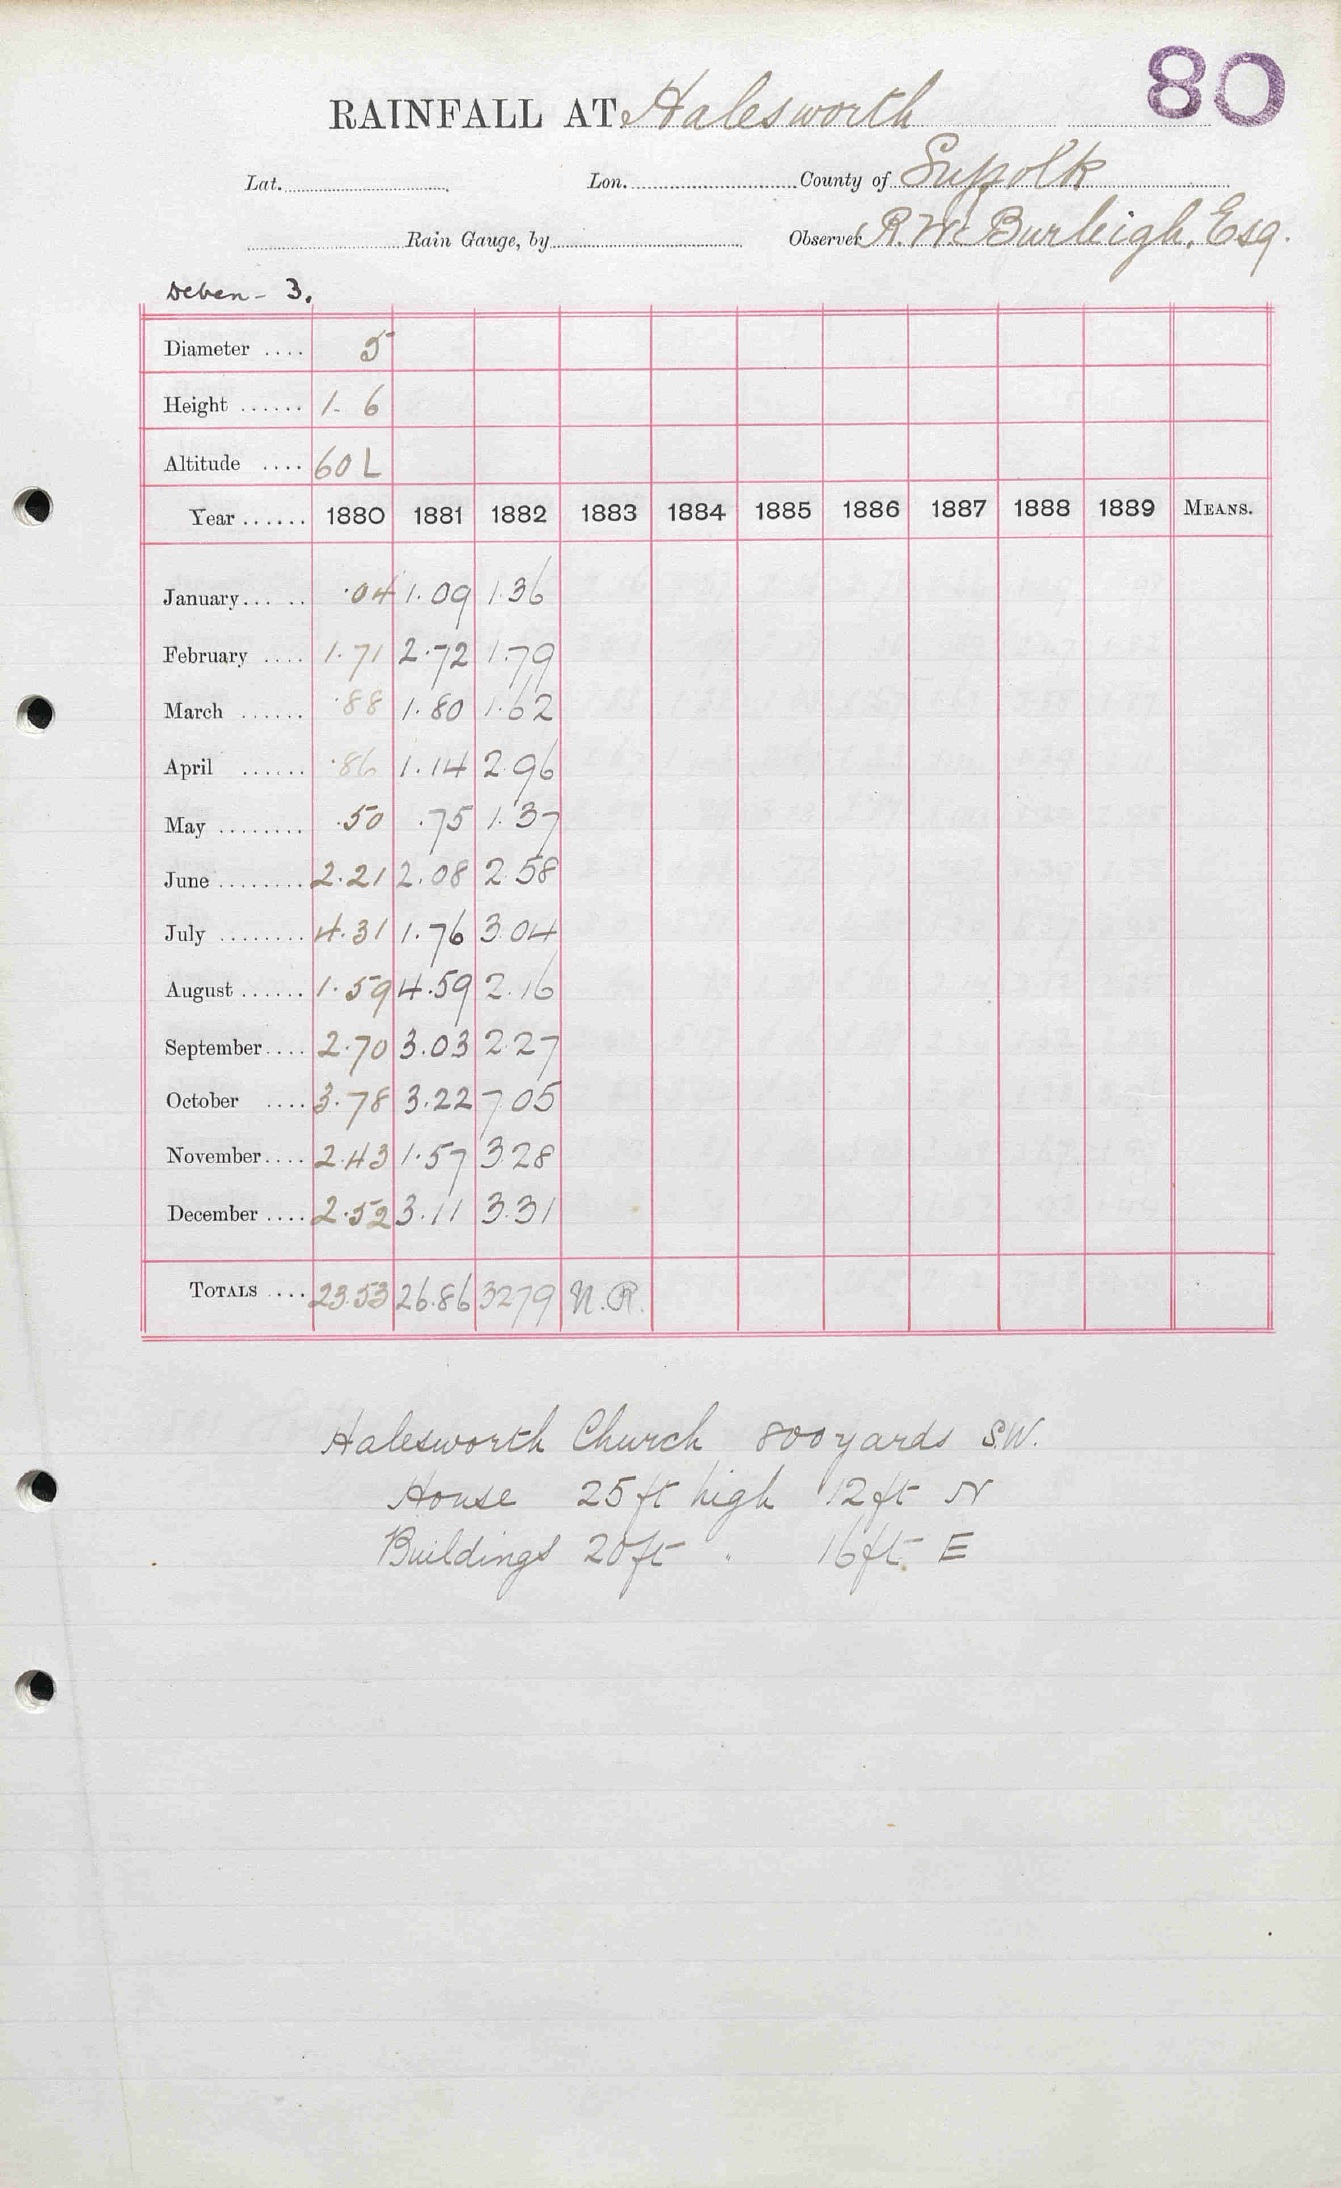 80
RAINFALL AT Halesworth
Lat. Lon. County of Suffolk
Rain Gauge, by Observer R. W. Burleigh, Esq.
Deben - 3.
Diameter .... 5
Height ...... 1. 6
Altitude .... 60 L
Year ...... 1880 1881 1882 1883 1884 1885 1886 1887 1888 1889 MEANS.
January... .. .04 1.09 1.36
February .... 1.71 2.72 1.79
March ...... .88 1.80 1.62
April ...... .86 1.14 2.96
May ........ .50 .75 1.37
June ........ 2.21 2.08 2.58
July ........ 4.31 1.76 3.04
August ...... 1.59 4.59 2.16
September.... 2.70 3.03 2.27
October .... 3.78 3.22 7.05
November.... 2.43 1.57 3.28
December .... 2.52 3.11 3.31
TOTALS .... 23.53 26.86 3279 N.R.
Halesworth Church 800 yards S.W.
House 25 ft high 12 ft N
Buildings 20 ft " 16 ft. E